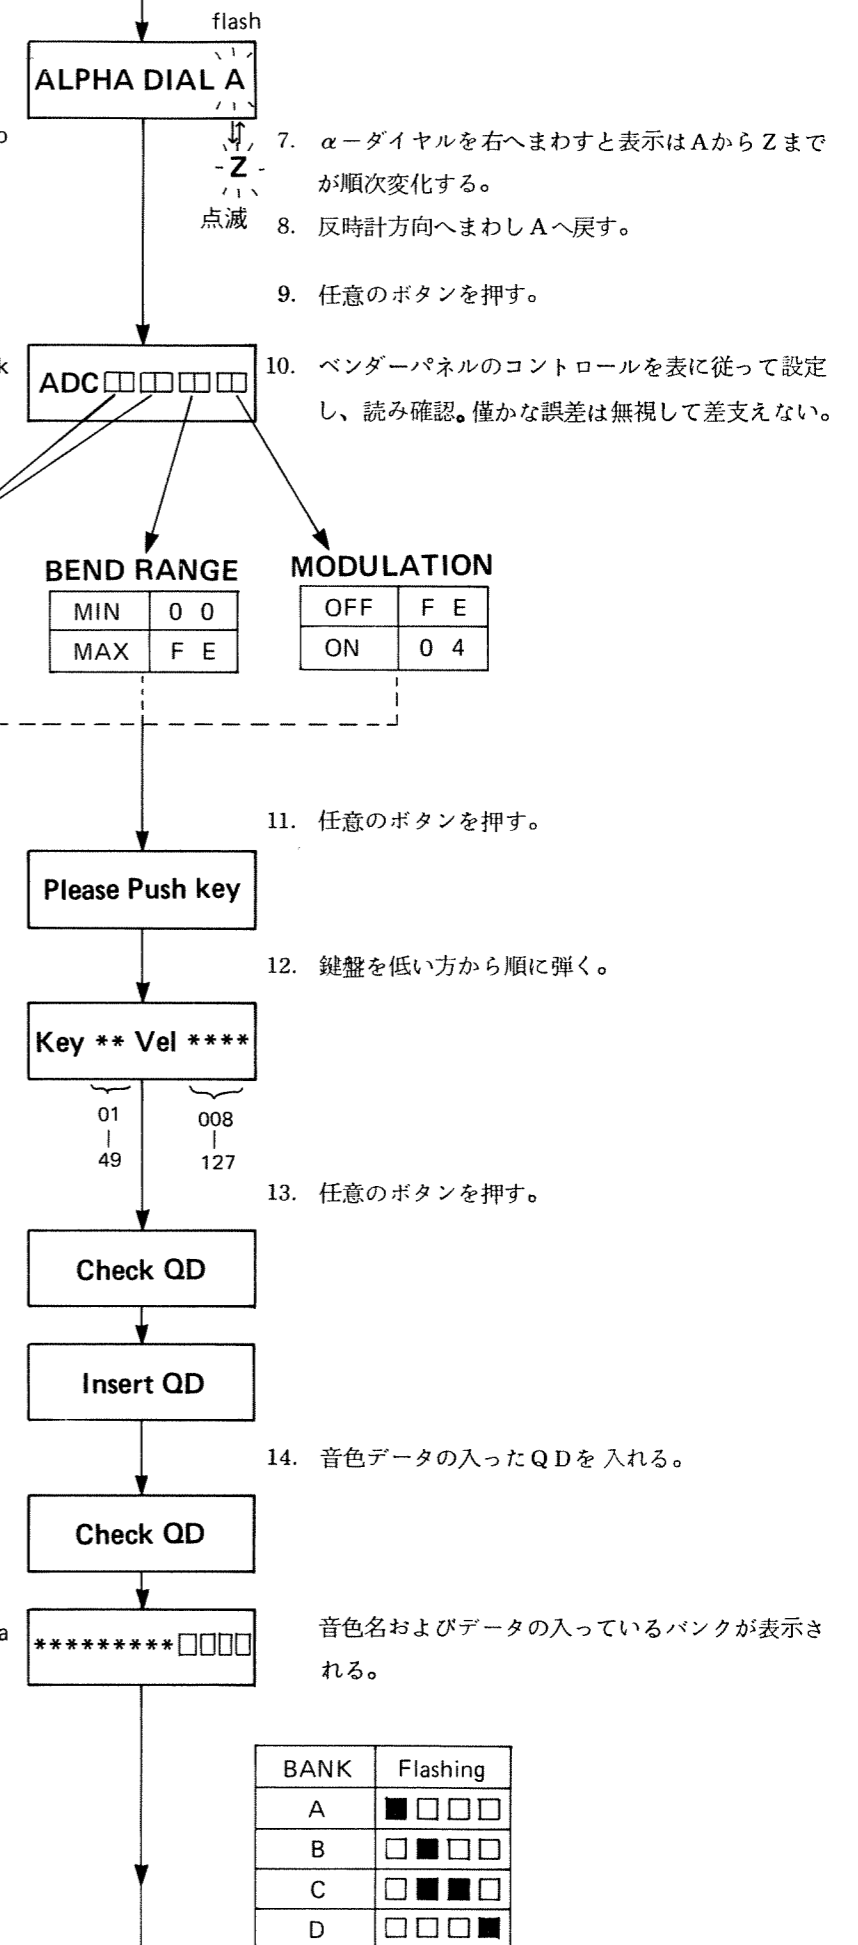 flash
ALPHA DIAL A
Z
点滅
7. α－ダイヤルを右へまわすと表示はAからZまで
が順次変化する。
8. 反時計方向へまわしAへ戻す。
9. 任意のボタンを押す。
ADC□□ □□ □□ □□
10. ベンダーパネルのコントロールを表に従って設定
し、読み確認。僅かな誤差は無視して差支えない。
BEND RANGE
MIN 0 0
MAX F E
MODULATION
OFF F E
ON 0 4
11. 任意のボタンを押す。
Please Push key
12. 鍵盤を低い方から順に弾く。
Key ** Vel ****
01 | 49
008 | 127
13. 任意のボタンを押す。
Check QD
Insert QD
14. 音色データの入ったQDを入れる。
Check QD
*********□□□□
音色名およびデータの入っているバンクが表示さ
れる。
BANK Flashing
A ■□□□
B □■□□
C □■■□
D □□□■